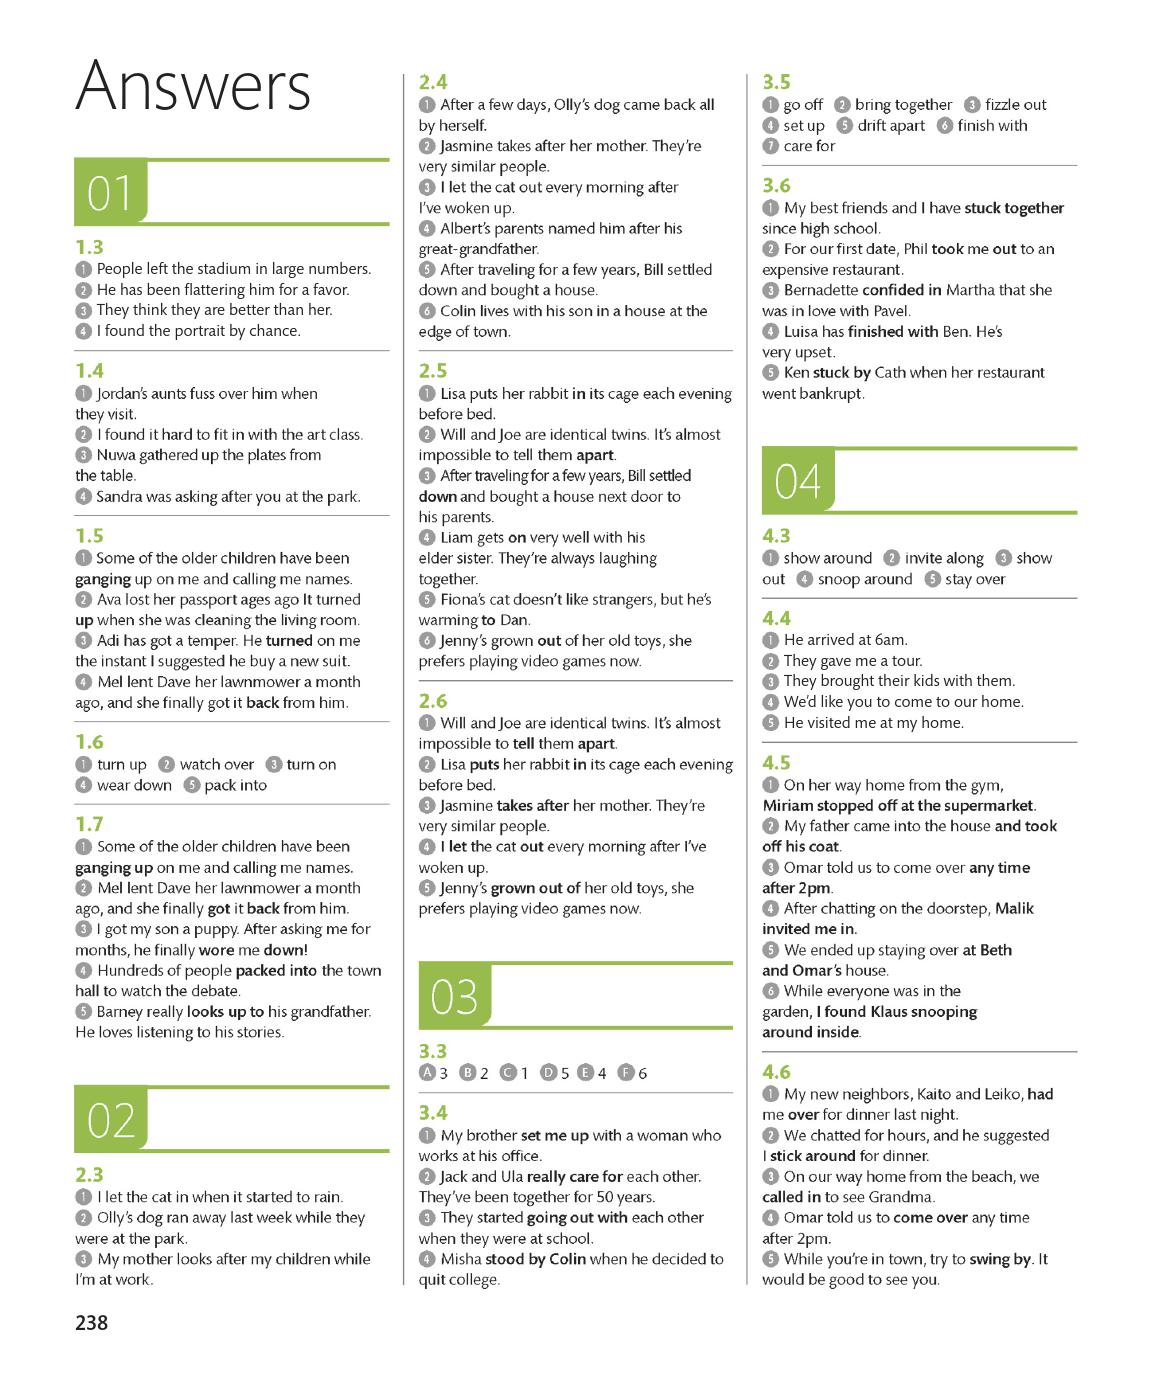 Answers
01
1.3
1 People left the stadium in large numbers.
2 He has been flattering him for a favor.
3 They think they are better than her.
4 I found the portrait by chance.
1.4
1 Jordan's aunts fuss over him when
they visit.
2 I found it hard to fit in with the art class.
3 Nuwa gathered up the plates from
the table.
4 Sandra was asking after you at the park.
1.5
1 Some of the older children have been
ganging up on me and calling me names.
2 Ava lost her passport ages ago It turned
up when she was cleaning the living room.
3 Adi has got a temper. He turned on me
the instant I suggested he buy a new suit.
4 Mel lent Dave her lawnmower a month
ago, and she finally got it back from him.
1.6
1 turn up 2 watch over 3 turn on
4 wear down 5 pack into
1.7
1 Some of the older children have been
ganging up on me and calling me names.
2 Mel lent Dave her lawnmower a month
ago, and she finally got it back from him.
3 I got my son a puppy. After asking me for
months, he finally wore me down!
4 Hundreds of people packed into the town
hall to watch the debate.
5 Barney really looks up to his grandfather.
He loves listening to his stories.
02
2.3
1 I let the cat in when it started to rain.
2 Olly's dog ran away last week while they
were at the park.
3 My mother looks after my children while
I'm at work.
238
2.4
1 After a few days, Olly's dog came back all
by herself.
2 Jasmine takes after her mother. They're
very similar people.
3 I let the cat out every morning after
I've woken up.
4 Albert's parents named him after his
great-grandfather.
5 After traveling for a few years, Bill settled
down and bought a house.
6 Colin lives with his son in a house at the
edge of town.
2.5
1 Lisa puts her rabbit in its cage each evening
before bed.
2 Will and Joe are identical twins. It's almost
impossible to tell them apart.
3 After traveling for a few years, Bill settled
down and bought a house next door to
his parents.
4 Liam gets on very well with his
elder sister. They're always laughing
together.
5 Fiona's cat doesn't like strangers, but he's
warming to Dan.
6 Jenny's grown out of her old toys, she
prefers playing video games now.
2.6
1 Will and Joe are identical twins. It's almost
impossible to tell them apart.
2 Lisa puts her rabbit in its cage each evening
before bed.
3 Jasmine takes after her mother. They're
very similar people.
4 I let the cat out every morning after I've
woken up.
5 Jenny's grown out of her old toys, she
prefers playing video games now.
03
3.3
A 3 B 2 C 1 D 5 E 4 F 6
3.4
1 My brother set me up with a woman who
works at his office.
2 Jack and Ula really care for each other.
They've been together for 50 years.
3 They started going out with each other
when they were at school.
4 Misha stood by Colin when he decided to
quit college.
3.5
1 go off 2 bring together 3 fizzle out
4 set up 5 drift apart 6 finish with
7 care for
3.6
1 My best friends and I have stuck together
since high school.
2 For our first date, Phil took me out to an
expensive restaurant.
3 Bernadette confided in Martha that she
was in love with Pavel.
4 Luisa has finished with Ben. He's
very upset.
5 Ken stuck by Cath when her restaurant
went bankrupt.
04
4.3
1 show around 2 invite along 3 show
out 4 snoop around 5 stay over
4.4
1 He arrived at 6am.
2 They gave me a tour.
3 They brought their kids with them.
4 We'd like you to come to our home.
5 He visited me at my home.
4.5
1 On her way home from the gym,
Miriam stopped off at the supermarket.
2 My father came into the house and took
off his coat.
3 Omar told us to come over any time
after 2pm.
4 After chatting on the doorstep, Malik
invited me in.
5 We ended up staying over at Beth
and Omar's house.
6 While everyone was in the
garden, I found Klaus snooping
around inside.
4.6
1 My new neighbors, Kaito and Leiko, had
me over for dinner last night.
2 We chatted for hours, and he suggested
I stick around for dinner.
3 On our way home from the beach, we
called in to see Grandma.
4 Omar told us to come over any time
after 2pm.
5 While you're in town, try to swing by. It
would be good to see you.